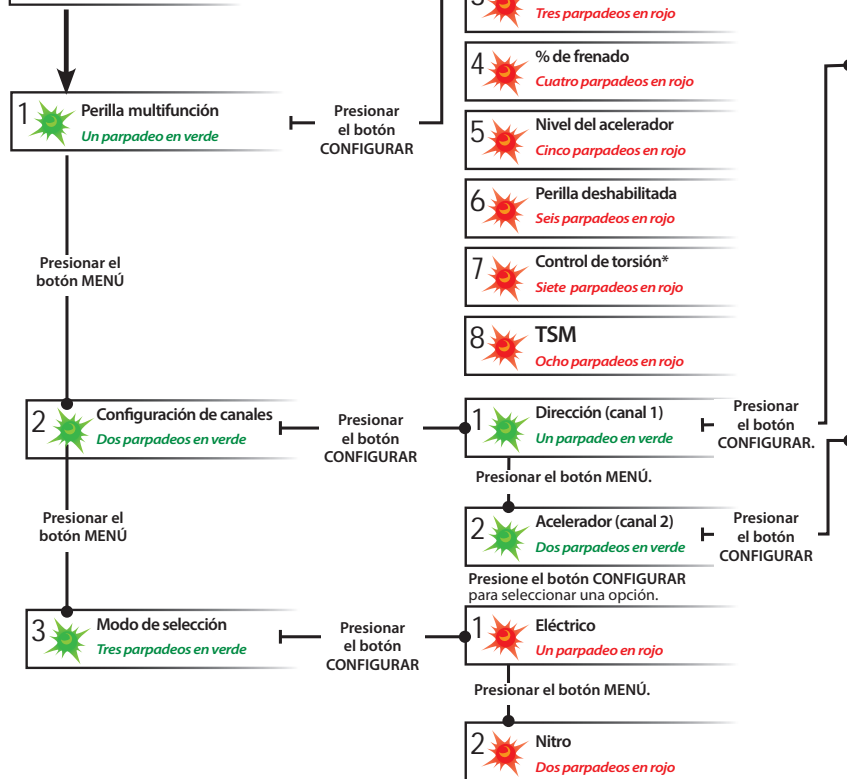 3
Tres parpadeos en rojo
4
% de frenado
Cuatro parpadeos en rojo
1
Perilla multifunción
Un parpadeo en verde
Presionar
el botón
CONFIGURAR
5
Nivel del acelerador
Cinco parpadeos en rojo
6
Perilla deshabilitada
Seis parpadeos en rojo
Presionar el
botón MENÚ
7
Control de torsión*
Siete parpadeos en rojo
8
TSM
Ocho parpadeos en rojo
2
Configuración de canales
Dos parpadeos en verde
Presionar
el botón
CONFIGURAR
1
Dirección (canal 1)
Un parpadeo en verde
Presionar
el botón
CONFIGURAR.
Presionar el botón MENÚ.
Presionar el
botón MENÚ
2
Acelerador (canal 2)
Dos parpadeos en verde
Presionar
el botón
CONFIGURAR
Presione el botón CONFIGURAR
para seleccionar una opción.
3
Modo de selección
Tres parpadeos en verde
Presionar
el botón
CONFIGURAR
1
Eléctrico
Un parpadeo en rojo
Presionar el botón MENÚ.
2
Nitro
Dos parpadeos en rojo